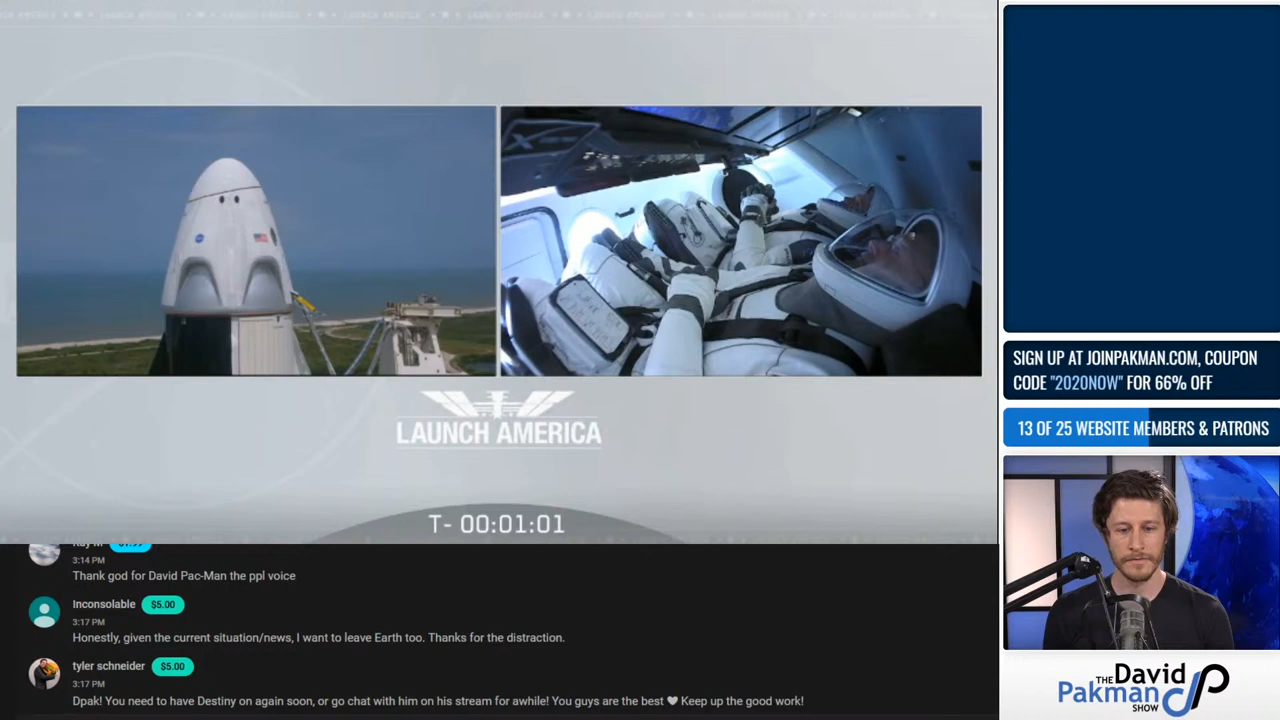 LAUNCH AMERICA
T- 00:01:01
3:14 PM
Thank god for David Pac-Man the ppl voice
Inconsolable $5.00
3:17 PM
Honestly, given the current situation/news, I want to leave Earth too. Thanks for the distraction.
tyler schneider $5.00
3:17 PM
Dpak! You need to have Destiny on again soon, or go chat with him on his stream for awhile! You guys are the best ♥ Keep up the good work!
SIGN UP AT JOINPAKMAN.COM, COUPON
CODE "2020NOW" FOR 66% OFF
13 OF 25 WEBSITE MEMBERS & PATRONS
THE David
Pakman
SHOW